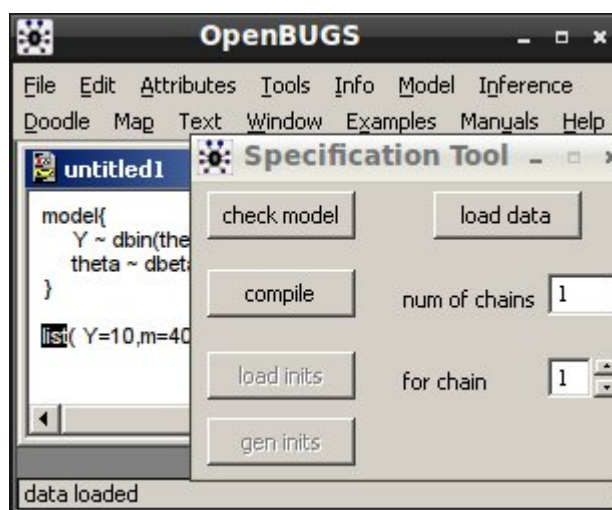 OpenBUGS
File Edit Attributes Tools Info Model Inference
Doodle Map Text Window Examples Manuals Help
untitled1
Specification Tool
model{
Y ~ dbin(the
theta ~ dbeta
}
list( Y=10,m=40
check model
load data
compile
num of chains 1
load inits
for chain 1
gen inits
data loaded